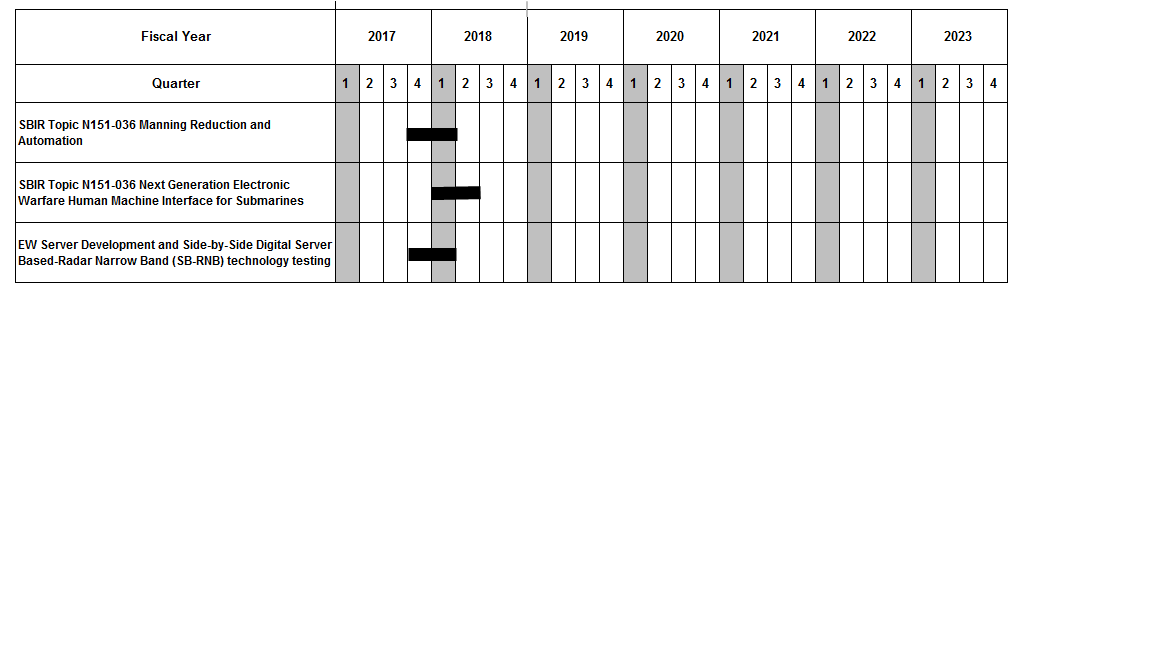 Fiscal Year 2017 2018 2019 2020 2021 2022 2023
Quarter 1 2 3 4 1 2 3 4 1 2 3 4 1 2 3 4 1 2 3 4 1 2 3 4 1 2 3 4
SBIR Topic N151-036 Manning Reduction and
Automation
SBIR Topic N151-036 Next Generation Electronic
Warfare Human Machine Interface for Submarines
EW Server Development and Side-by-Side Digital Server
Based-Radar Narrow Band (SB-RNB) technology testing